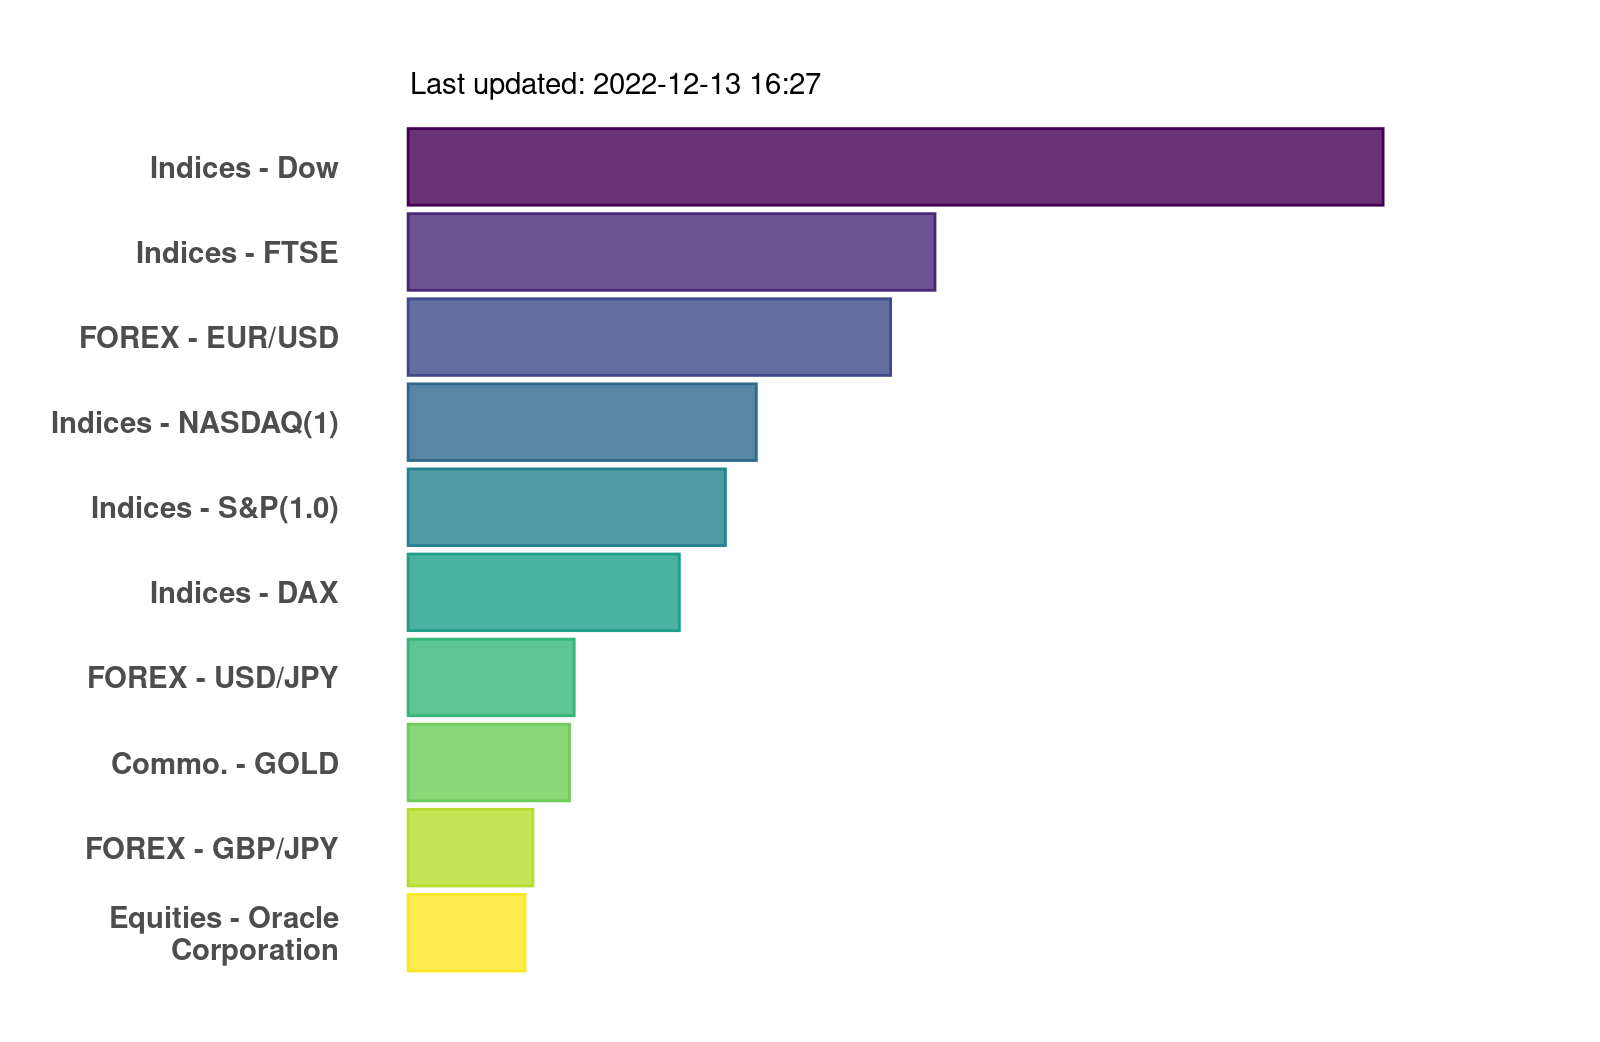 Last updated: 2022-12-13 16:27
Indices - Dow
Indices - FTSE
FOREX - EUR/USD
Indices - NASDAQ(1)
Indices - S&P(1.0)
Indices - DAX
FOREX - USD/JPY
Commo. - GOLD
FOREX - GBP/JPY
Equities - Oracle
Corporation